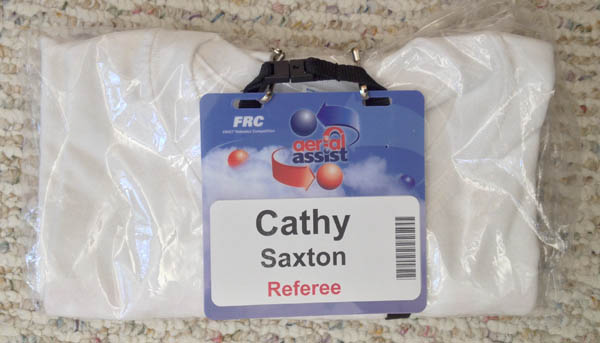 FRC
FIRST Robotics Competition
aerial
assist
Cathy
Saxton
Referee